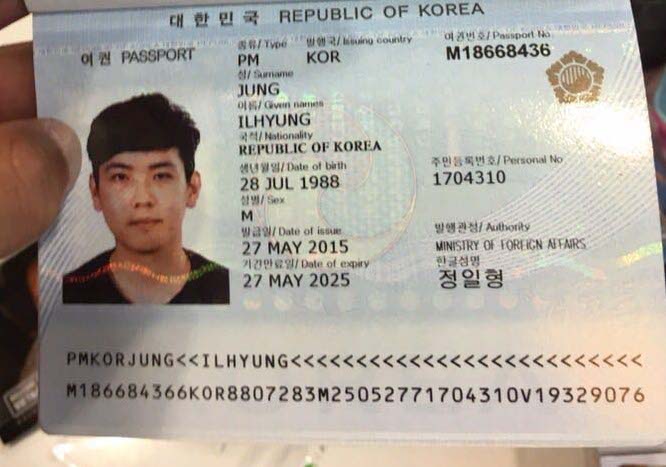 대한민국 REPUBLIC OF KOREA
여권 PASSPORT
종류/ Type 발행국/ Issuing country 여권번호/ Passport No
PM KOR M18668436
성/ Surname
JUNG
이름/ Given names
ILHYUNG
국적/ Nationality
REPUBLIC OF KOREA
생년월일/ Date of birth 주민등록번호/ Personal No
28 JUL 1988 1704310
성별/ Sex
M
발급일/ Date of issue 발행관청/ Authority
27 MAY 2015 MINISTRY OF FOREIGN AFFAIRS
기간만료일/ Date of expiry 한글성명
27 MAY 2025 정일형
PMKORJUNG<<ILHYUNG<<<<<<<<<<<<<<<<<<<<<<<<<<
M186684366KOR8807283M25052771704310V19329076